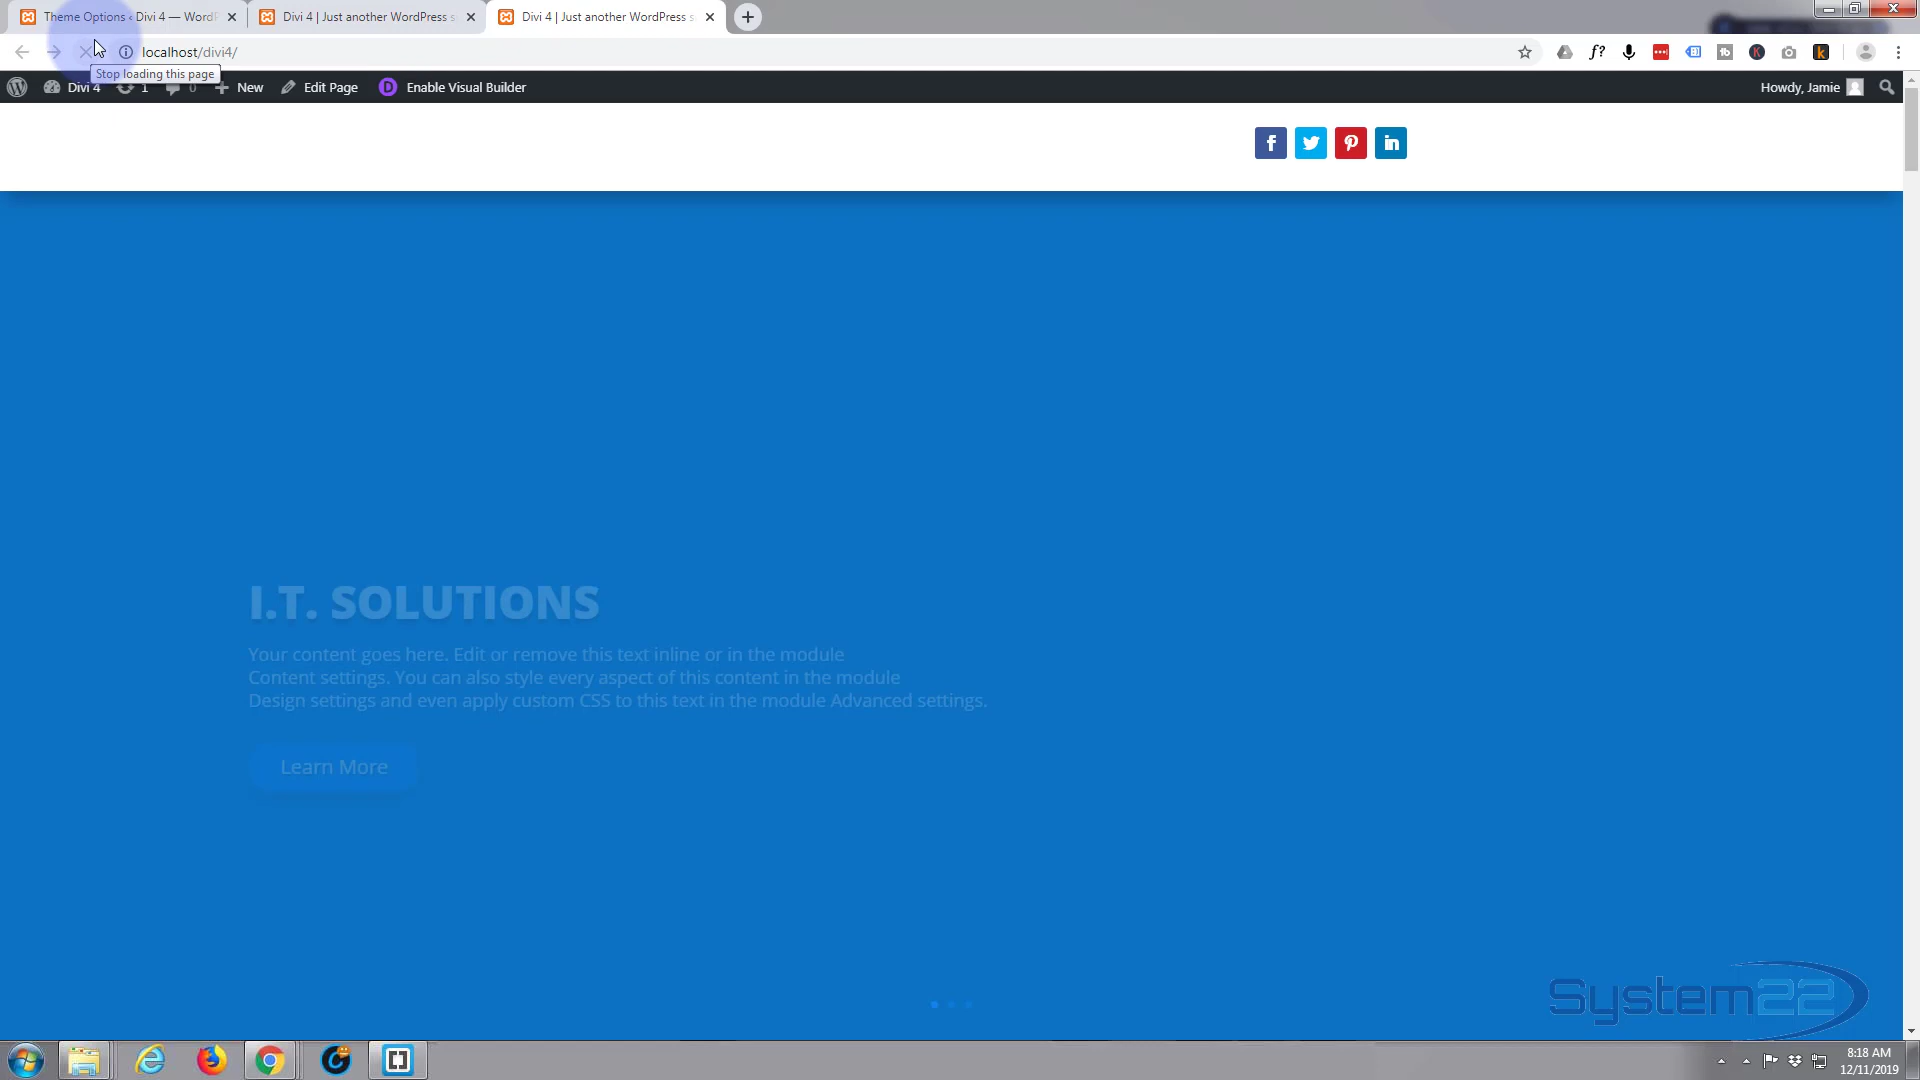 Theme Options ‹ Divi 4 — WordP
Divi 4 | Just another WordPress s
Divi 4 | Just another WordPress s
localhost/divi4/
f?
tb
K
k
Stop loading this page
Divi 4
1
0
New
Edit Page
D
Enable Visual Builder
Howdy, Jamie
I.T. SOLUTIONS
Your content goes here. Edit or remove this text inline or in the module
Content settings. You can also style every aspect of this content in the module
Design settings and even apply custom CSS to this text in the module Advanced settings.
Learn More
System22
8:18 AM
12/11/2019